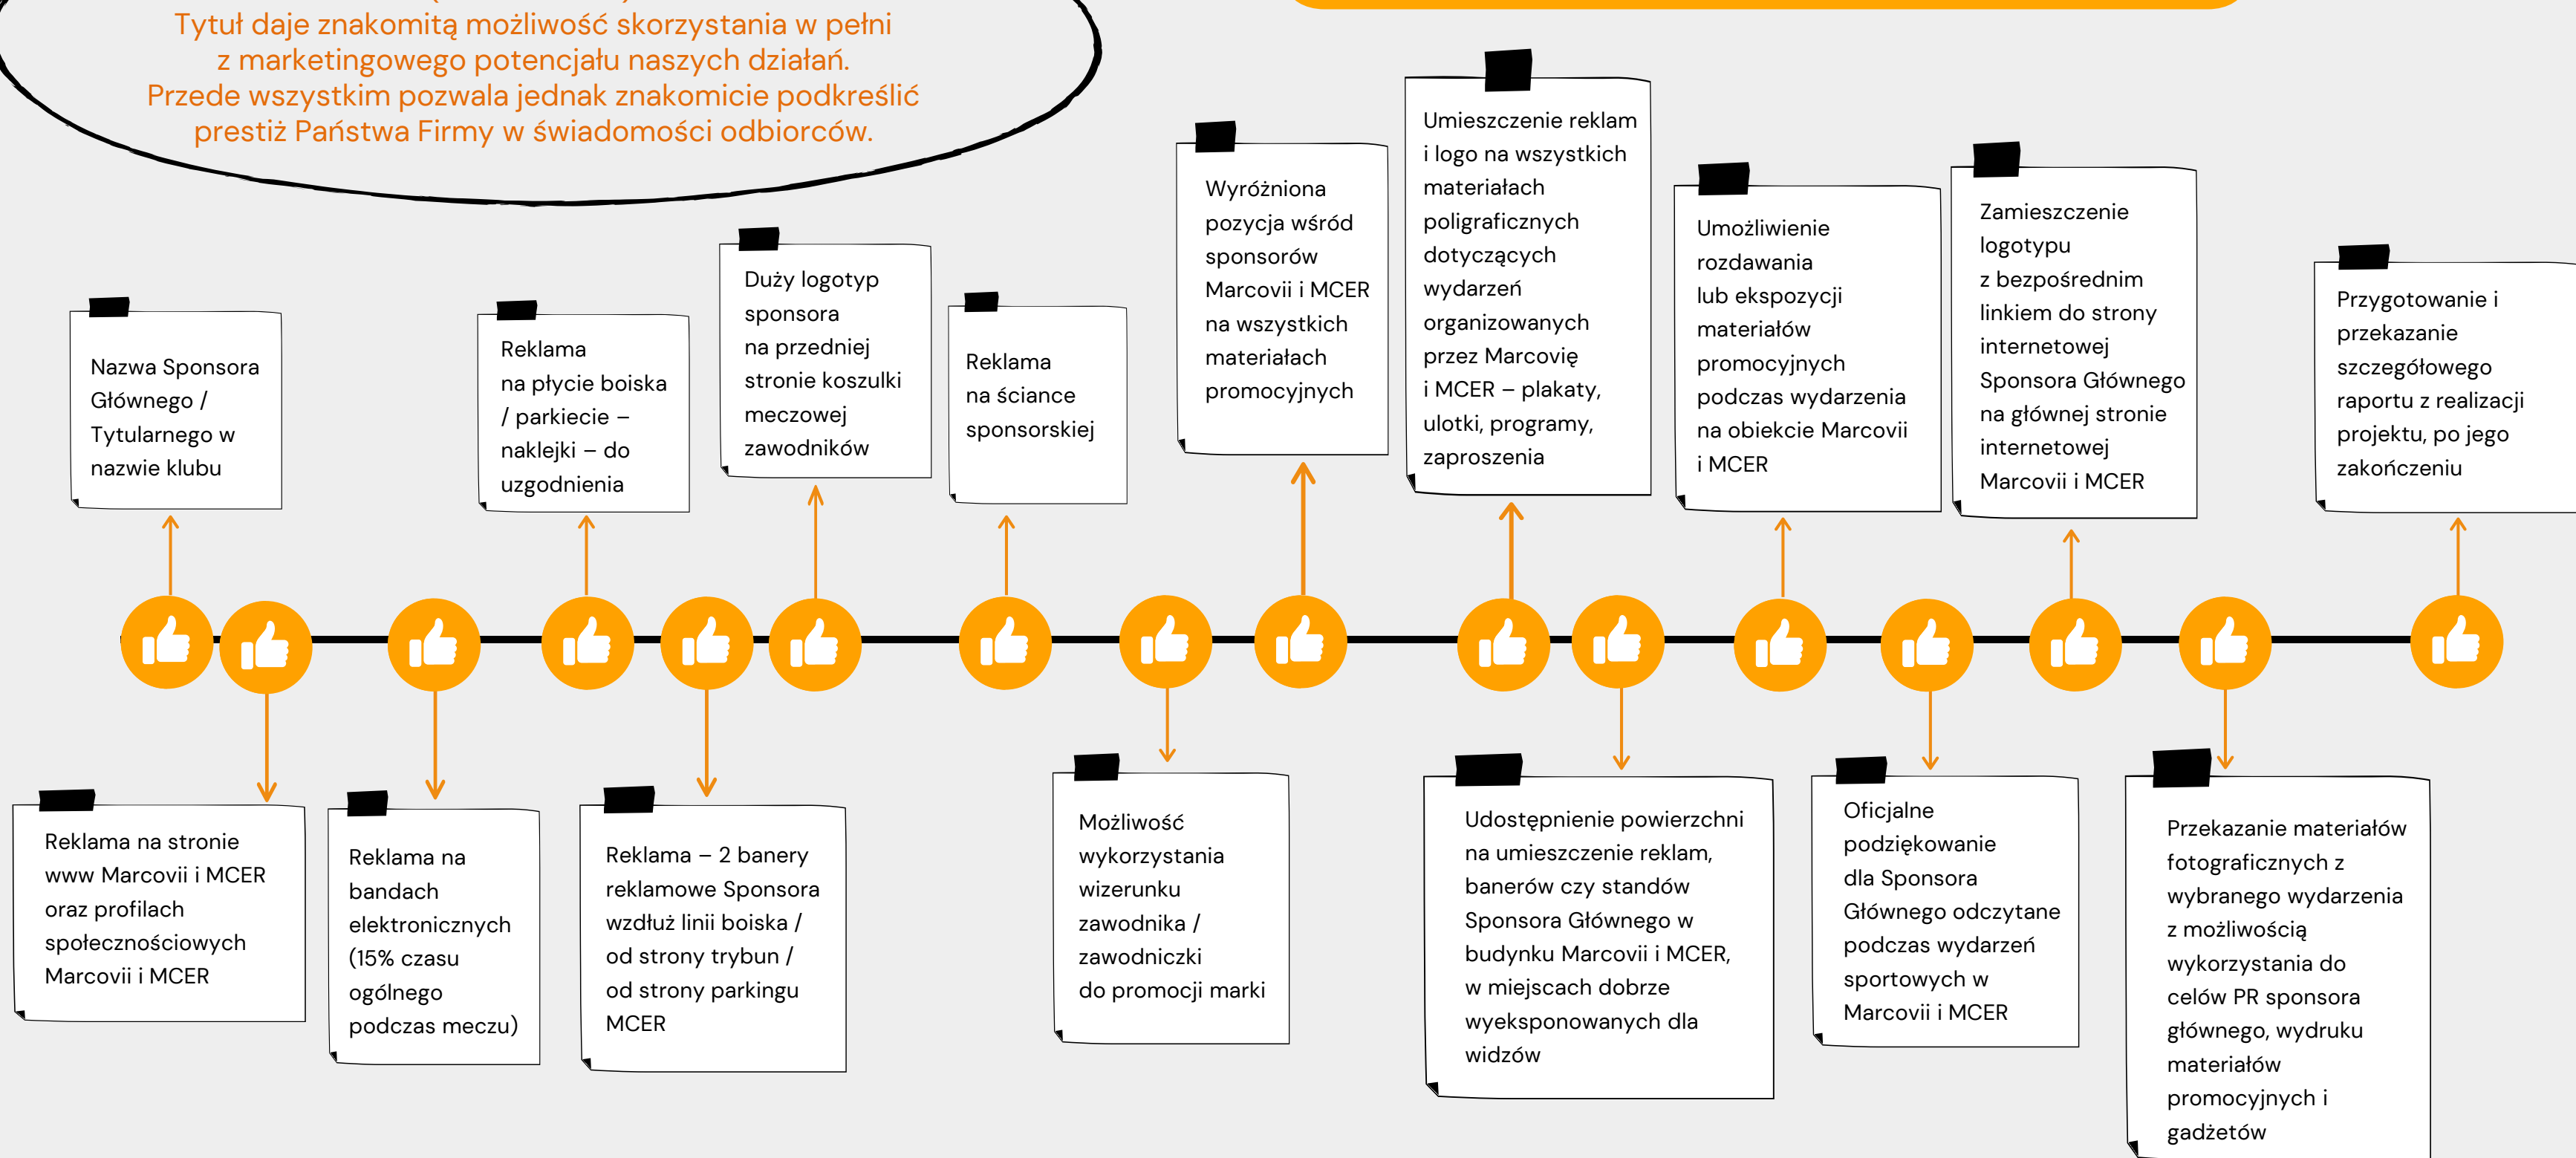 Tytuł daje znakomitą możliwość skorzystania w pełni
z marketingowego potencjału naszych działań.
Przede wszystkim pozwala jednak znakomicie podkreślić
prestiż Państwa Firmy w świadomości odbiorców.
Nazwa Sponsora
Głównego /
Tytularnego w
nazwie klubu
Reklama
na płycie boiska
/ parkiecie –
naklejki – do
uzgodnienia
Duży logotyp
sponsora
na przedniej
stronie koszulki
meczowej
zawodników
Reklama
na ściance
sponsorskiej
Wyróżniona
pozycja wśród
sponsorów
Marcovii i MCER
na wszystkich
materiałach
promocyjnych
Umieszczenie reklam
i logo na wszystkich
materiałach
poligraficznych
dotyczących
wydarzeń
organizowanych
przez Marcovię
i MCER – plakaty,
ulotki, programy,
zaproszenia
Umożliwienie
rozdawania
lub ekspozycji
materiałów
promocyjnych
podczas wydarzenia
na obiekcie Marcovii
i MCER
Zamieszczenie
logotypu
z bezpośrednim
linkiem do strony
internetowej
Sponsora Głównego
na głównej stronie
internetowej
Marcovii i MCER
Przygotowanie i
przekazanie
szczegółowego
raportu z realizacji
projektu, po jego
zakończeniu
Reklama na stronie
www Marcovii i MCER
oraz profilach
społecznościowych
Marcovii i MCER
Reklama na
bandach
elektronicznych
(15% czasu
ogólnego
podczas meczu)
Reklama – 2 banery
reklamowe Sponsora
wzdłuż linii boiska /
od strony trybun /
od strony parkingu
MCER
Możliwość
wykorzystania
wizerunku
zawodnika /
zawodniczki
do promocji marki
Udostępnienie powierzchni
na umieszczenie reklam,
banerów czy standów
Sponsora Głównego w
budynku Marcovii i MCER,
w miejscach dobrze
wyeksponowanych dla
widzów
Oficjalne
podziękowanie
dla Sponsora
Głównego odczytane
podczas wydarzeń
sportowych w
Marcovii i MCER
Przekazanie materiałów
fotograficznych z
wybranego wydarzenia
z możliwością
wykorzystania do
celów PR sponsora
głównego, wydruku
materiałów
promocyjnych i
gadżetów